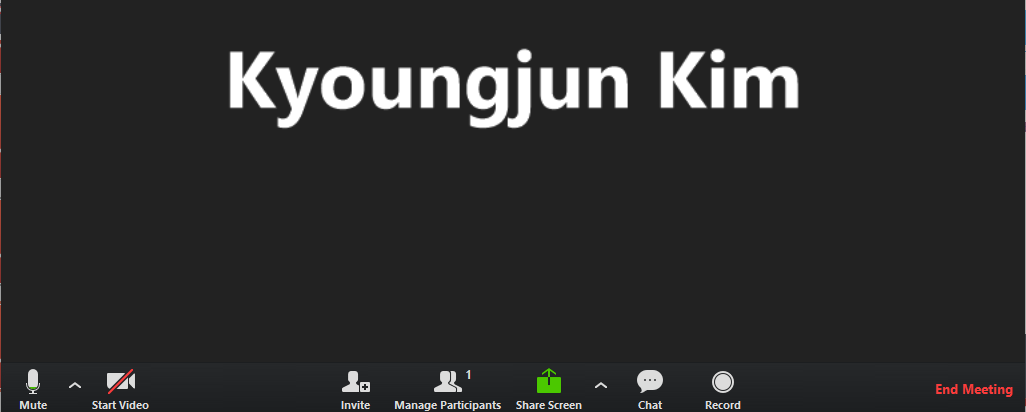 Kyoungjun Kim
1
Mute Start Video Invite Manage Participants Share Screen Chat Record End Meeting